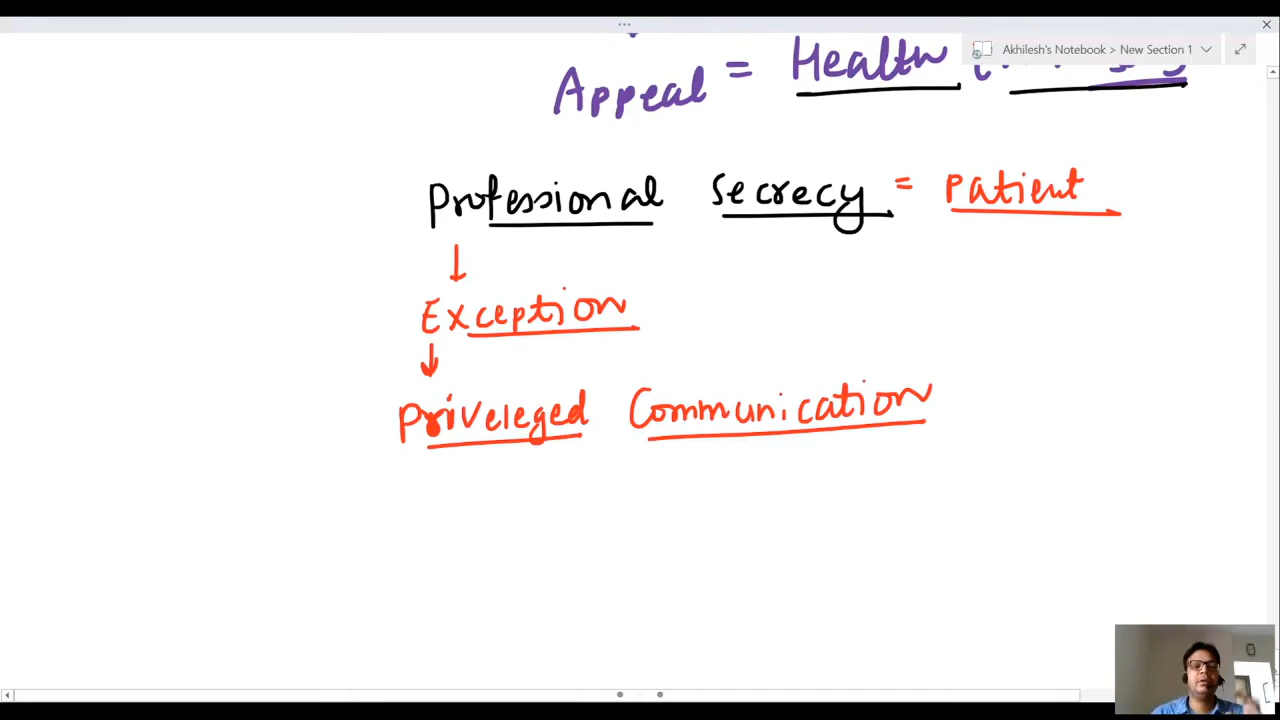 Akhilesh's Notebook > New Section 1
Appeal = Health
Professional Secrecy = Patient
Exception
Priveleged Communication